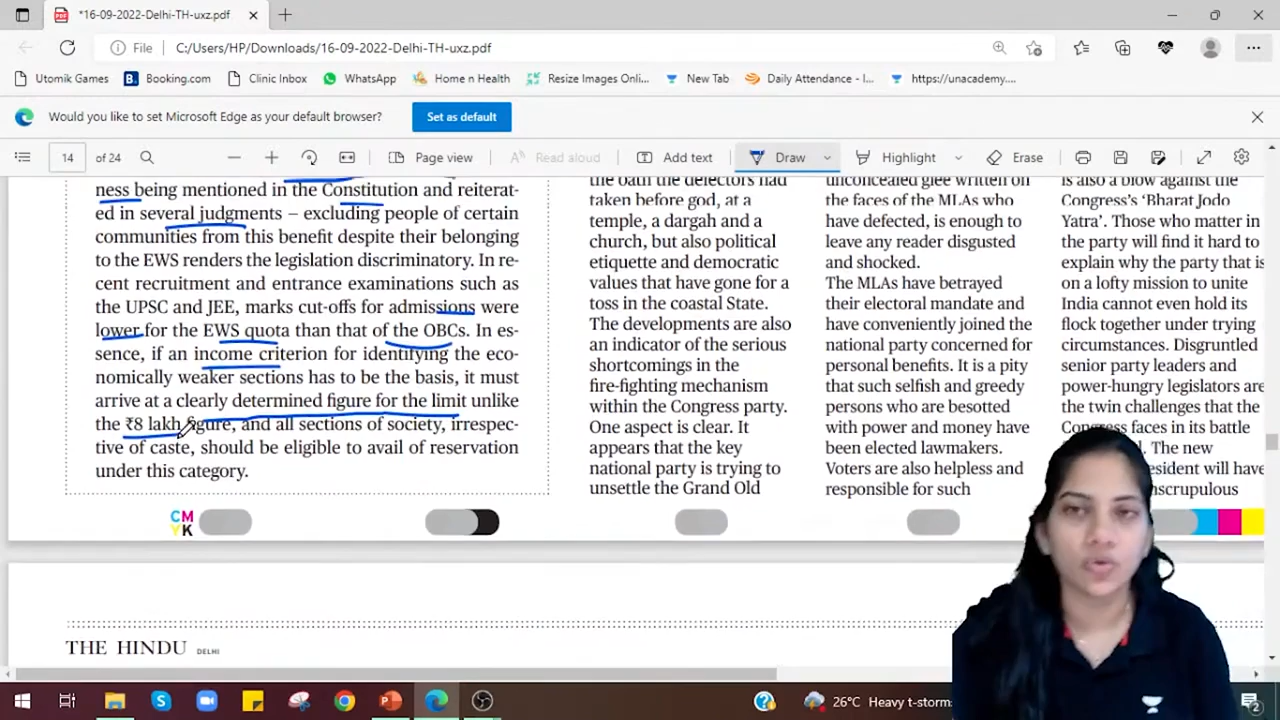 *16-09-2022-Delhi-TH-uxz.pdf
File C:/Users/HP/Downloads/16-09-2022-Delhi-TH-uxz.pdf
Utomik Games Booking.com Clinic Inbox WhatsApp Home n Health Resize Images Onli... New Tab Daily Attendance - I... https://unacademy....
Would you like to set Microsoft Edge as your default browser? Set as default
14 of 24 Page view Read aloud Add text Draw Highlight Erase
ness being mentioned in the Constitution and reiterat-
ed in several judgments – excluding people of certain
communities from this benefit despite their belonging
to the EWS renders the legislation discriminatory. In re-
cent recruitment and entrance examinations such as
the UPSC and JEE, marks cut-offs for admissions were
lower for the EWS quota than that of the OBCs. In es-
sence, if an income criterion for identifying the eco-
nomically weaker sections has to be the basis, it must
arrive at a clearly determined figure for the limit unlike
the ₹8 lakh figure, and all sections of society, irrespec-
tive of caste, should be eligible to avail of reservation
under this category.
the oath the defectors had
taken before god, at a
temple, a dargah and a
church, but also political
etiquette and democratic
values that have gone for a
toss in the coastal State.
The developments are also
an indicator of the serious
shortcomings in the
fire-fighting mechanism
within the Congress party.
One aspect is clear. It
appears that the key
national party is trying to
unsettle the Grand Old
unconcealed glee written on
the faces of the MLAs who
have defected, is enough to
leave any reader disgusted
and shocked.
The MLAs have betrayed
their electoral mandate and
have conveniently joined the
national party concerned for
personal benefits. It is a pity
that such selfish and greedy
persons who are besotted
with power and money have
been elected lawmakers.
Voters are also helpless and
responsible for such
is also a blow against the
Congress's 'Bharat Jodo
Yatra'. Those who matter in
the party will find it hard to
explain why the party that is
on a lofty mission to unite
India cannot even hold its
flock together under trying
circumstances. Disgruntled
senior party leaders and
power-hungry legislators are
the twin challenges that the
Congress faces in its battle
The new
will have
CM
YK
THE HINDU DELHI
26°C Heavy t-storm
2